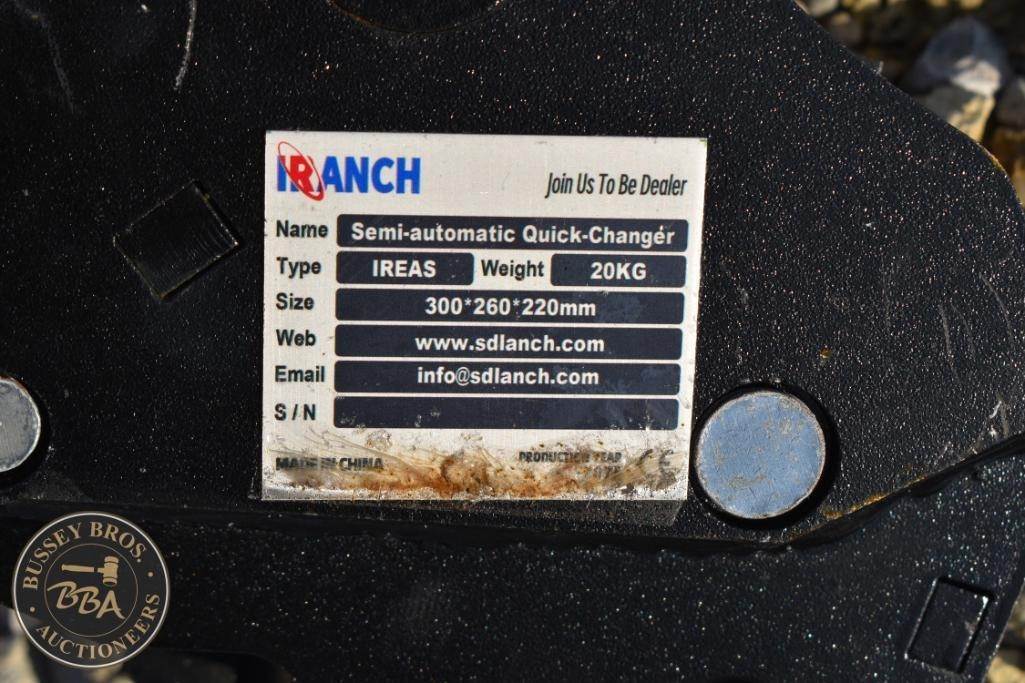 IRANCH
Join Us To Be Dealer
Name Semi-automatic Quick-Changer
Type IREAS Weight 20KG
Size 300*260*220mm
Web www.sdlanch.com
Email info@sdlanch.com
S/N
MADE IN CHINA
PRODUCTION YEAR
CE
BUSSEY BROS.
BBA
AUCTIONEERS